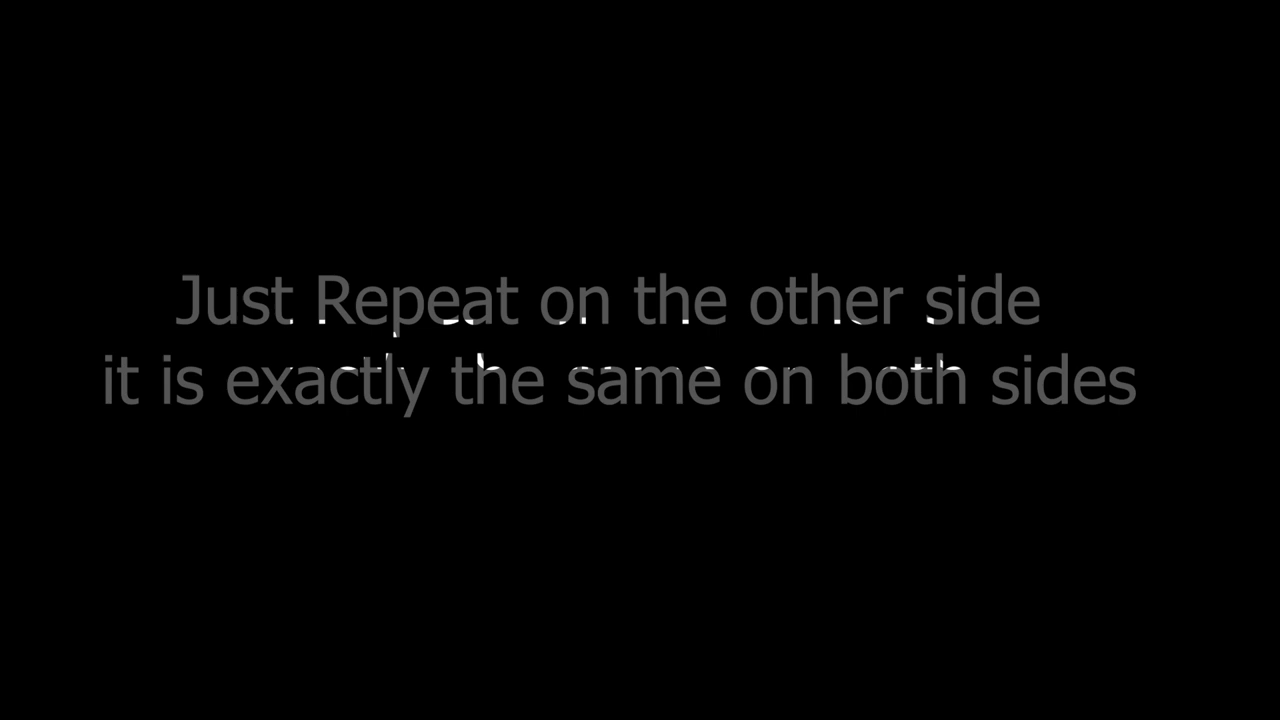 Just Repeat on the other side
it is exactly the same on both sides